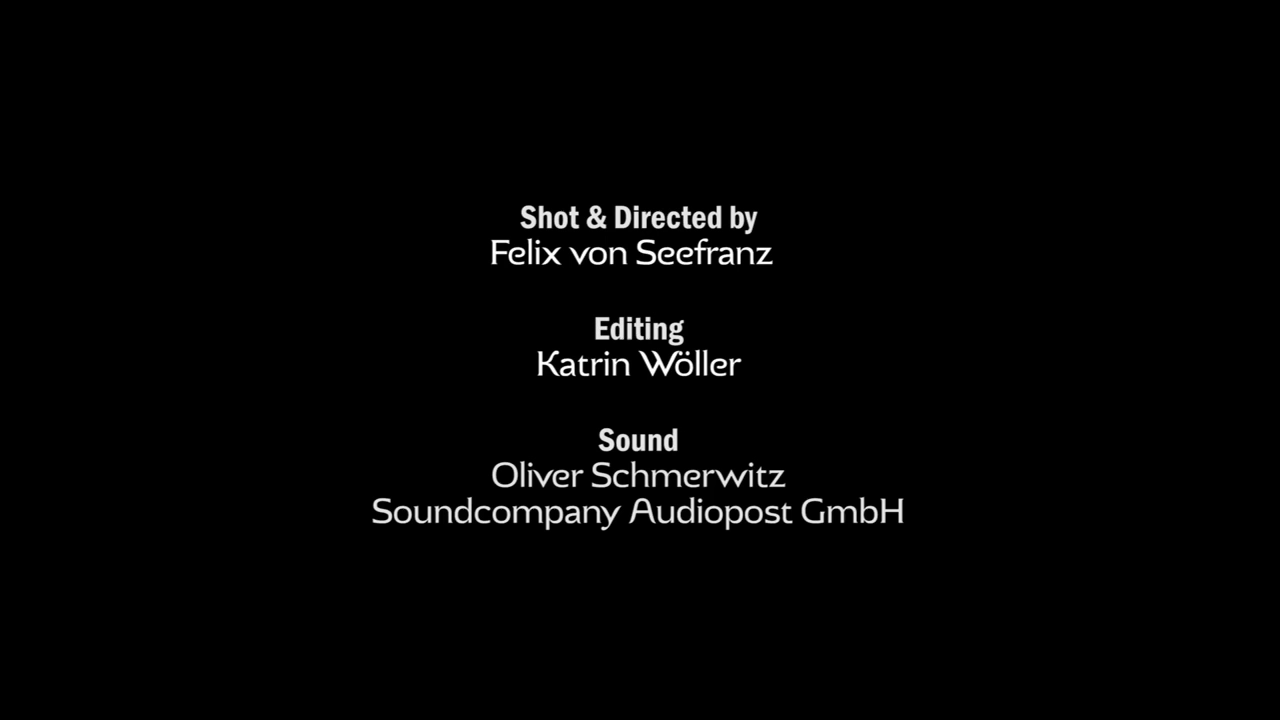 Shot & Directed by
Felix von Seefranz
Editing
Katrin Wöller
Sound
Oliver Schmerwitz
Soundcompany Audiopost GmbH